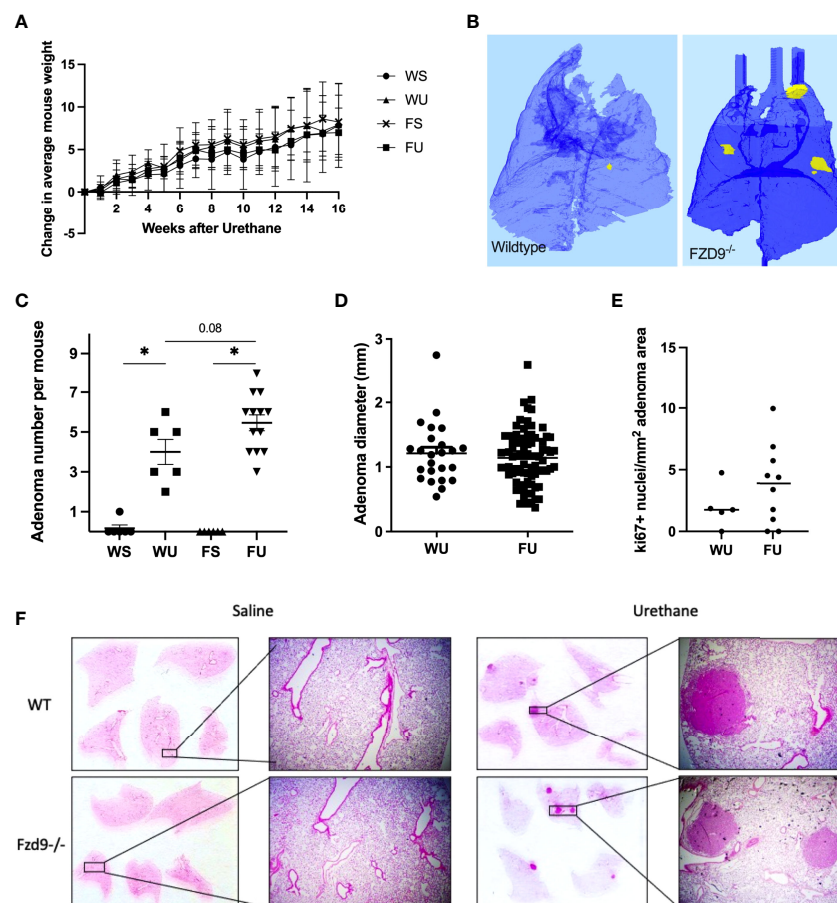 A
Change in average mouse weight
15
10
5
0
-5
2 4 6 8 10 12 14 16
Weeks after Urethane
WS
WU
FS
FU
B
Wildtype
FZD9-/-
C
Adenoma number per mouse
9
7
5
3
1
*
0.08
*
WS WU FS FU
D
Adenoma diameter (mm)
3
2
1
0
WU FU
E
ki67+ nuclei/mm² adenoma area
15
10
5
0
WU FU
F
Saline Urethane
WT
Fzd9-/-